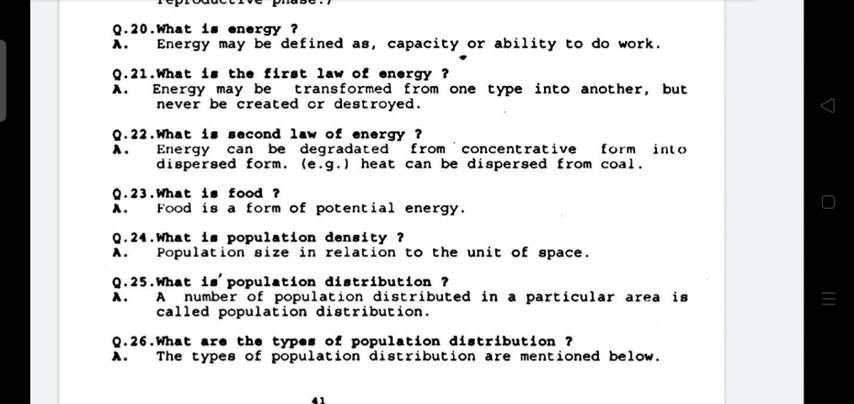 reproductive phase.)
Q.20.What is energy ?
A. Energy may be defined as, capacity or ability to do work.
Q.21.What is the first law of energy ?
A. Energy may be transformed from one type into another, but
never be created or destroyed.
Q.22.What is second law of energy ?
A. Energy can be degradated from concentrative form into
dispersed form. (e.g.) heat can be dispersed from coal.
Q.23.What is food ?
A. Food is a form of potential energy.
Q.24.What is population density ?
A. Population size in relation to the unit of space.
Q.25.What is population distribution ?
A. A number of population distributed in a particular area is
called population distribution.
Q.26.What are the types of population distribution ?
A. The types of population distribution are mentioned below.
41